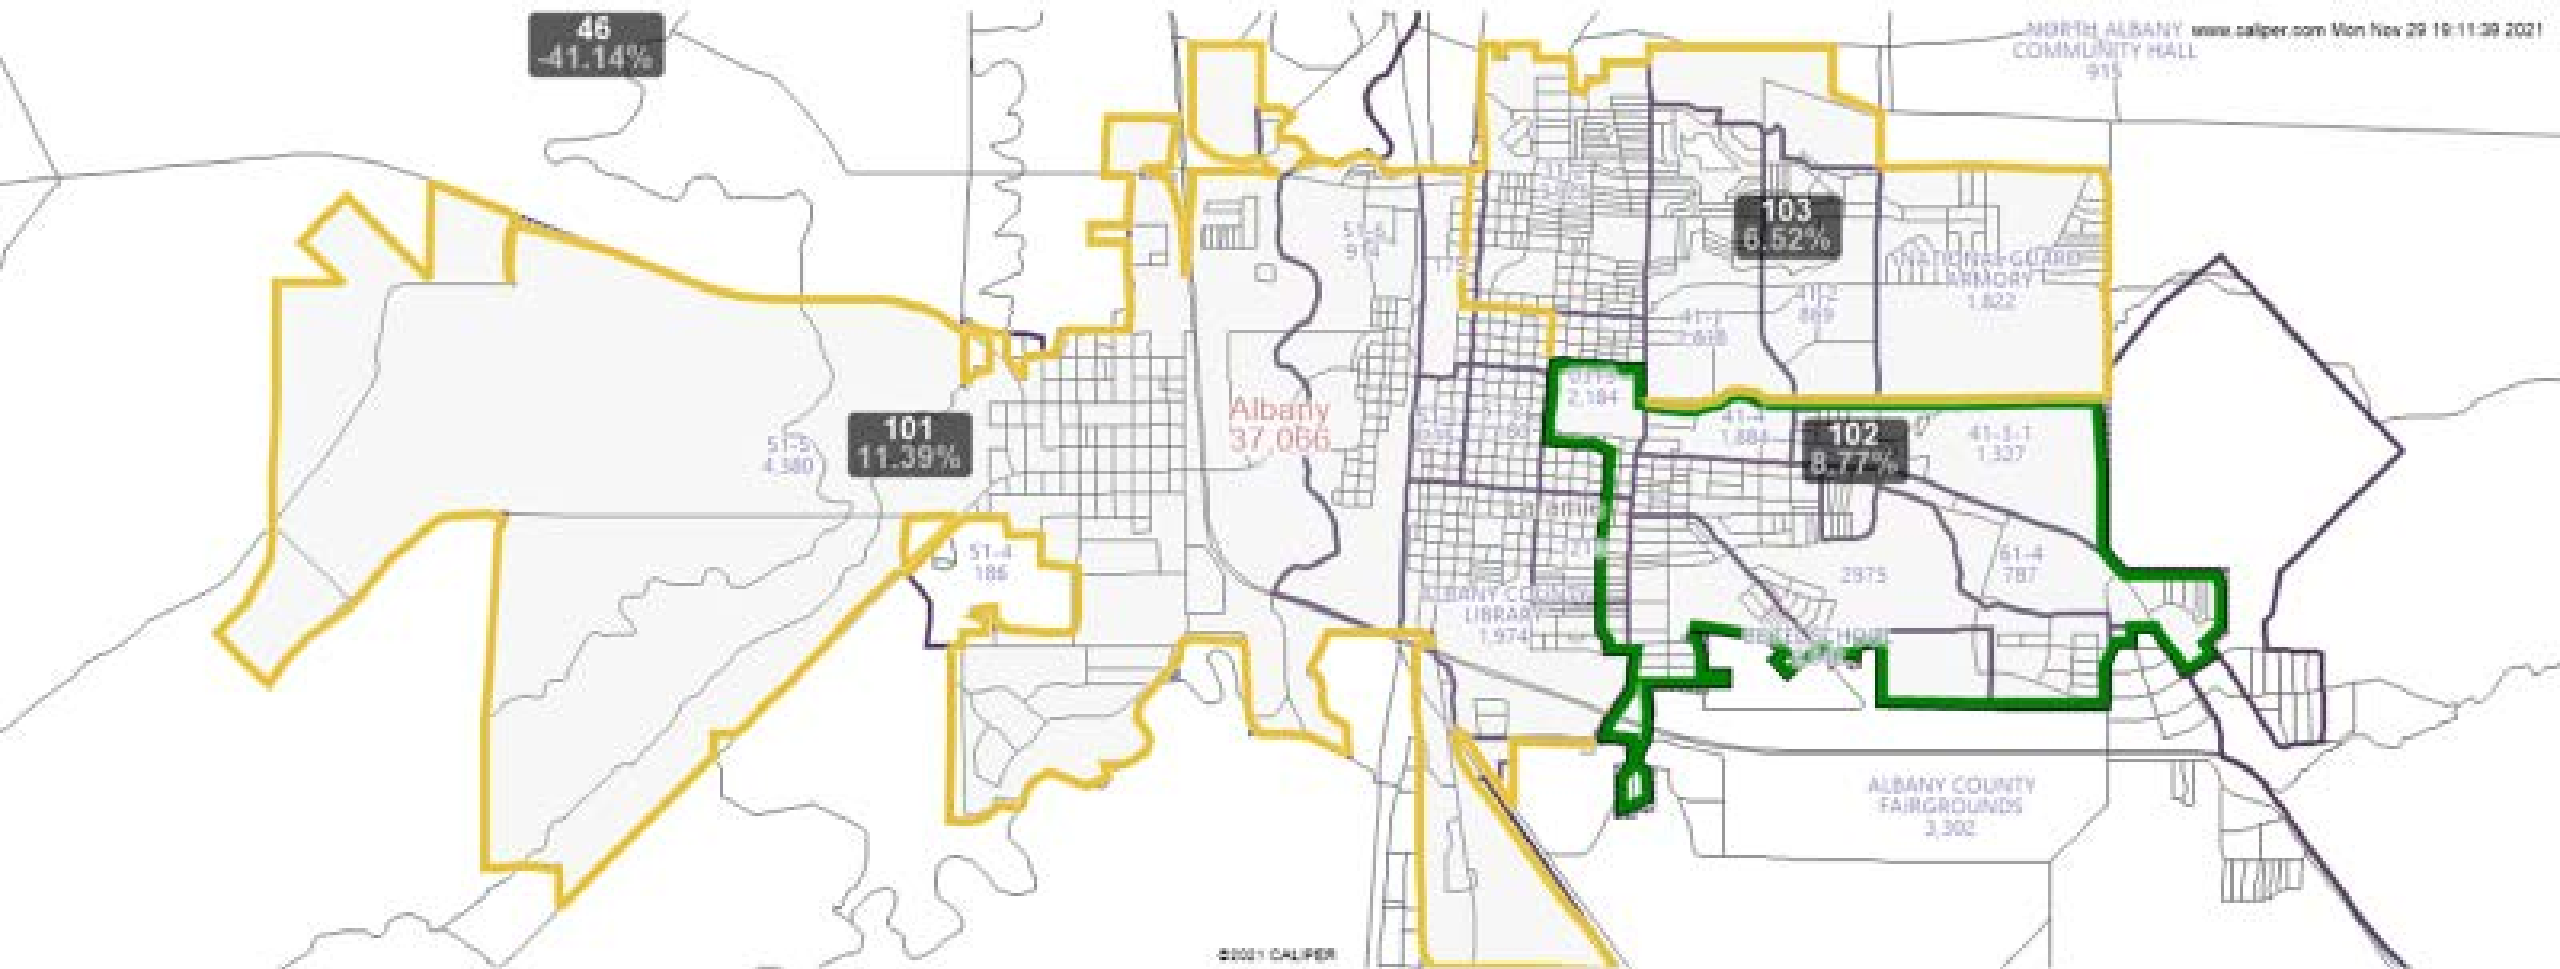 46
-41.14%
NORTH ALBANY
COMMUNITY HALL
915
www.caliper.com Mon Nov 29 19:11:39 2021
103
6.52%
51-6
974
NATIONAL GUARD
ARMORY
1,822
41-2
869
41-1
Albany
37,066
2,184
101
11.39%
51-5
4,380
41-4
102
8.77%
41-3-1
1,327
Laramie
51-4
186
2975
61-4
787
ALBANY COUNTY
LIBRARY
1,974
ALBANY COUNTY
FAIRGROUNDS
3,302
©2021 CALIPER